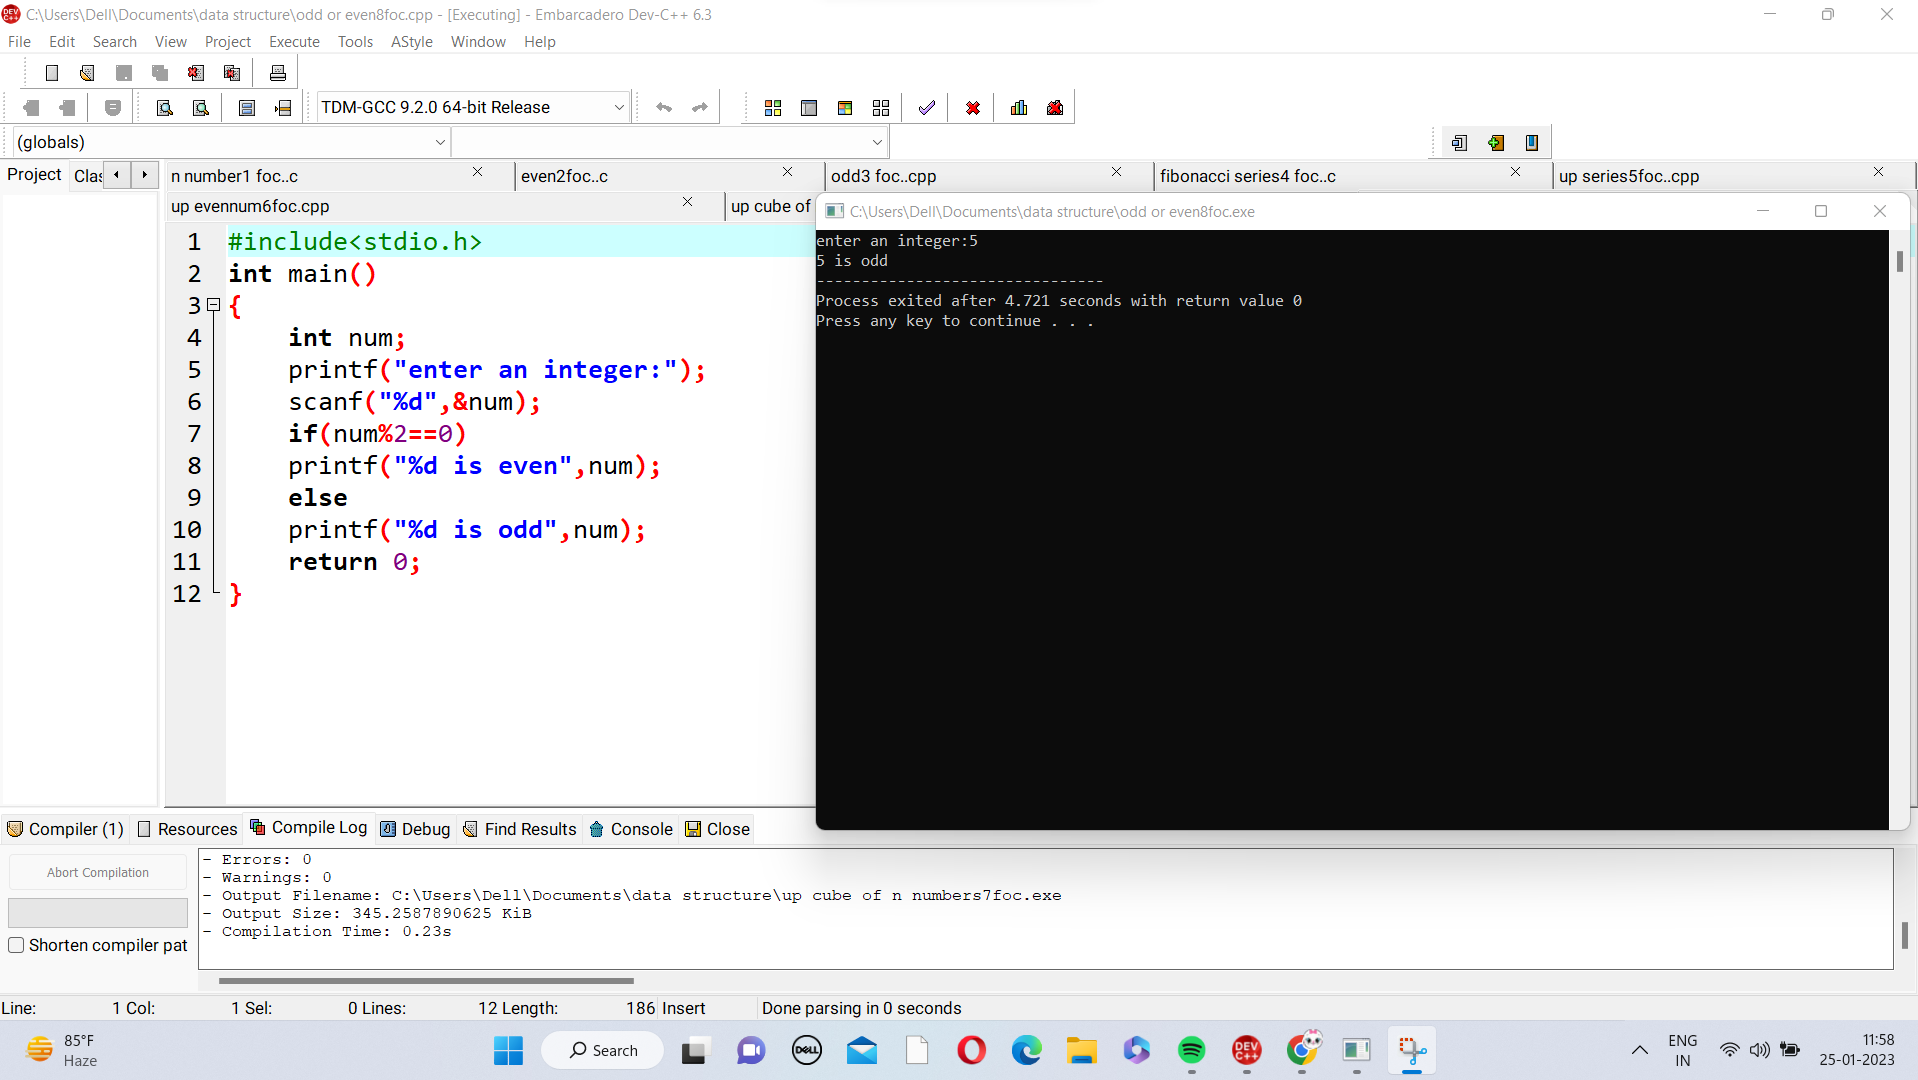 C:\Users\Dell\Documents\data structure\odd or even8foc.cpp - [Executing] - Embarcadero Dev-C++ 6.3
File Edit Search View Project Execute Tools AStyle Window Help
TDM-GCC 9.2.0 64-bit Release
(globals)
Project Clas
n number1 foc..c even2foc..c odd3 foc..cpp fibonacci series4 foc..c up series5foc..cpp
up evennum6foc.cpp up cube of
C:\Users\Dell\Documents\data structure\odd or even8foc.exe
1 #include<stdio.h>
2 int main()
3 {
4 int num;
5 printf("enter an integer:");
6 scanf("%d",&num);
7 if(num%2==0)
8 printf("%d is even",num);
9 else
10 printf("%d is odd",num);
11 return 0;
12 }
enter an integer:5
5 is odd
--------------------------------
Process exited after 4.721 seconds with return value 0
Press any key to continue . . .
Compiler (1) Resources Compile Log Debug Find Results Console Close
Abort Compilation
Shorten compiler pat
- Errors: 0
- Warnings: 0
- Output Filename: C:\Users\Dell\Documents\data structure\up cube of n numbers7foc.exe
- Output Size: 345.2587890625 KiB
- Compilation Time: 0.23s
Line: 1 Col: 1 Sel: 0 Lines: 12 Length: 186 Insert Done parsing in 0 seconds
85°F
Haze
Search
DELL
DEV C++
ENG
IN
11:58
25-01-2023